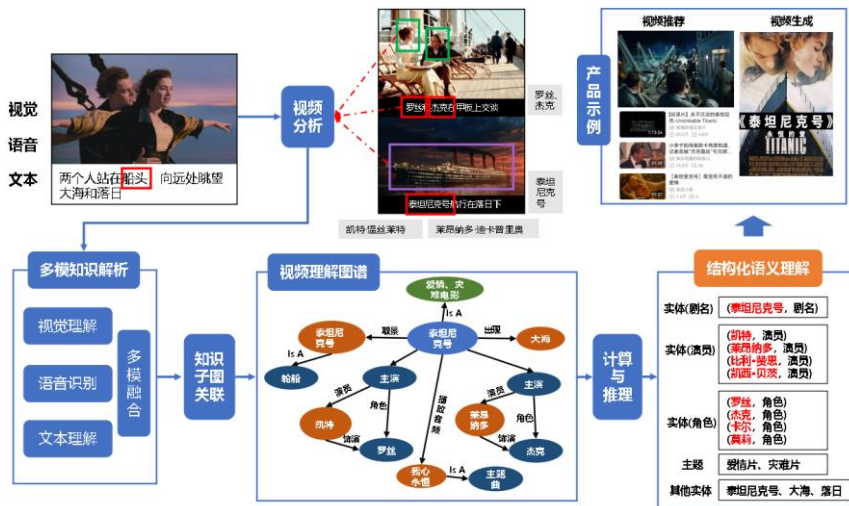 视觉
语音
文本
两个人站在船头，向远处眺望
大海和落日
视频
分析
罗丝和杰克在甲板上交谈
罗丝、
杰克
泰坦尼克号航行在落日下
泰坦
尼克
号
凯特·温丝莱特
莱昂纳多·迪卡普里奥
产品示例
视频推荐
视频生成
《泰坦尼克号》
永恒的爱
TITANIC
多模知识解析
视觉理解
语音识别
文本理解
多模融合
知识
子图
关联
视频理解图谱
爱情、灾
难电影
Is A
泰坦尼
克号
取景
泰坦尼
克号
出现
大海
Is A
轮船
主演
主演
演员
角色
播放音频
演员
角色
凯特
饰演
罗丝
莱昂
纳多
饰演
杰克
我心
永恒
Is A
主题
曲
计算
与
推理
结构化语义理解
实体(剧名)
(泰坦尼克号，剧名)
实体(演员)
(凯特，演员)
(莱昂纳多，演员)
(比利·赞恩，演员)
(凯西·贝茨，演员)
实体(角色)
(罗丝，角色)
(杰克，角色)
(卡尔，角色)
(莫莉，角色)
主题
爱情片、灾难片
其他实体
泰坦尼克号、大海、落日